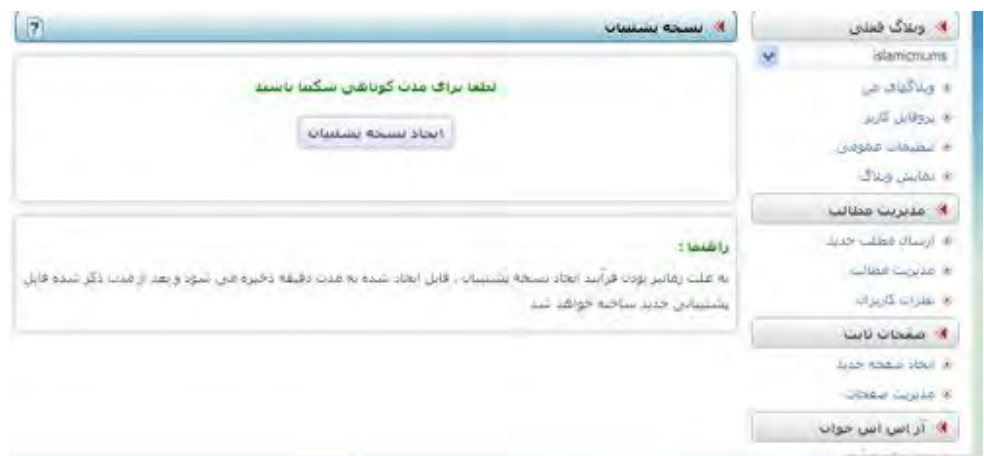 وبلاگ فعلی
islamicmums
وبلاگهای من
پروفایل کاربر
تنظیمات عمومی
نمایش وبلاگ
مدیریت مطالب
ارسال مطلب جدید
مدیریت مطالب
نظرات کاربران
صفحات ثابت
ایجاد صفحه جدید
مدیریت صفحات
آر اس اس خوان
نسخه پشتیبان
?
لطفا برای مدت کوتاهی شکیبا باشید
ایجاد نسخه پشتیبان
راهنما :
به علت زمانبر بودن فرآیند ایجاد نسخه پشتیبان ، فایل ایجاد شده به مدت دقیقه ذخیره می شود و بعد از مدت ذکر شده فایل
پشتیبانی جدید ساخته خواهد شد